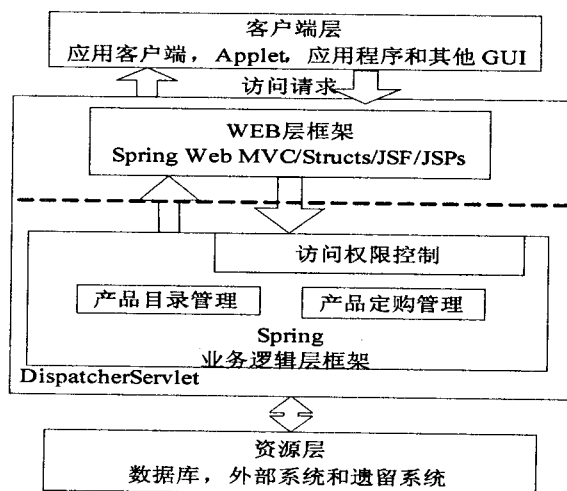 客户端层
应用客户端，Applet，应用程序和其他 GUI
访问请求
WEB层框架
Spring Web MVC/Structs/JSF/JSPs
访问权限控制
产品目录管理
产品定购管理
Spring
业务逻辑层框架
DispatcherServlet
资源层
数据库，外部系统和遗留系统